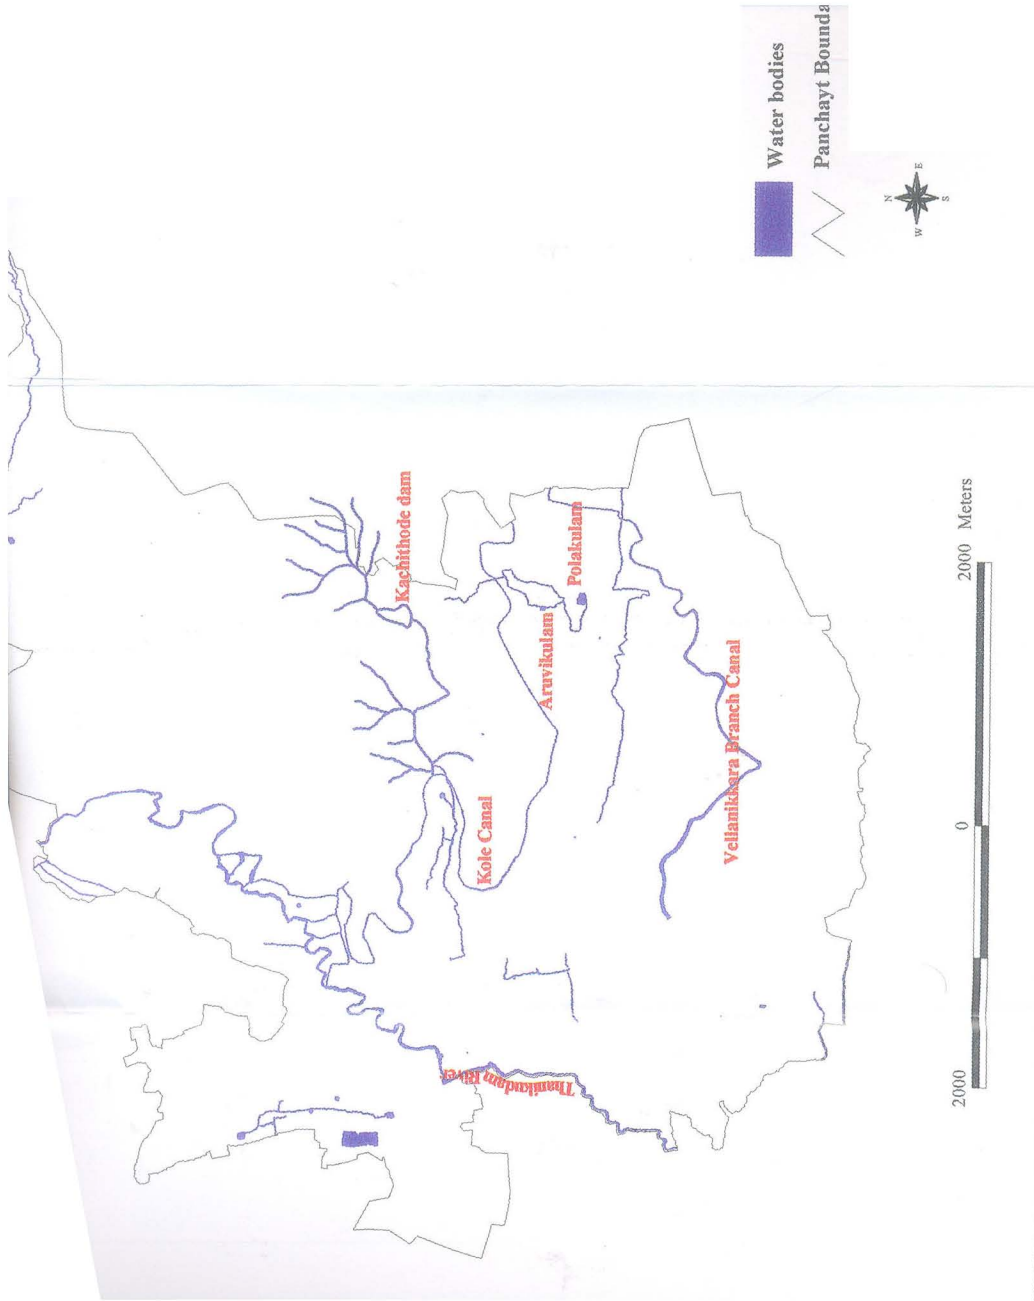 Water bodies
Panchayt Bounda
N
E
S
W
Kachithode dam
Polakulam
Aruvikulam
Vellanikkara Branch Canal
Kole Canal
Thanikudam River
2000
0
2000 Meters